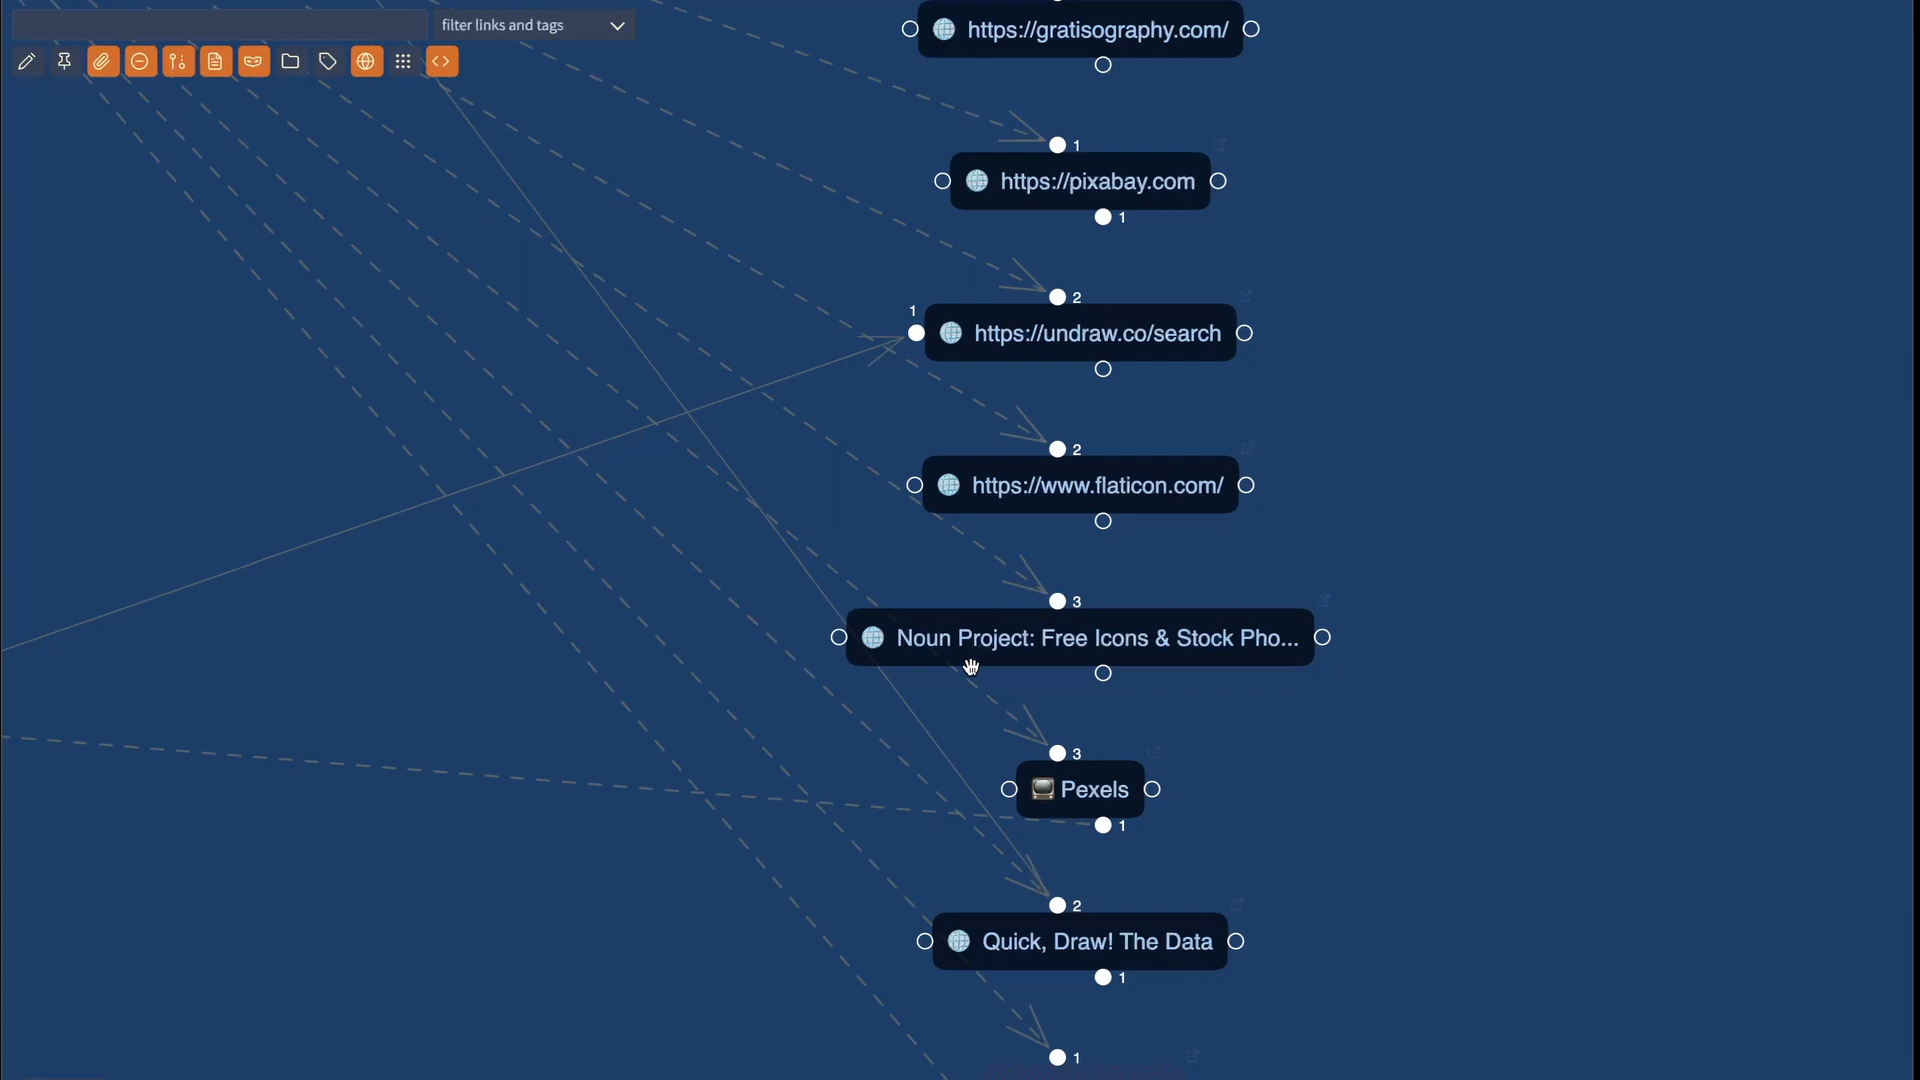 filter links and tags
https://gratisography.com/
1
https://pixabay.com
1
2
1
https://undraw.co/search
2
https://www.flaticon.com/
3
Noun Project: Free Icons & Stock Pho...
3
Pexels
1
2
Quick, Draw! The Data
1
1